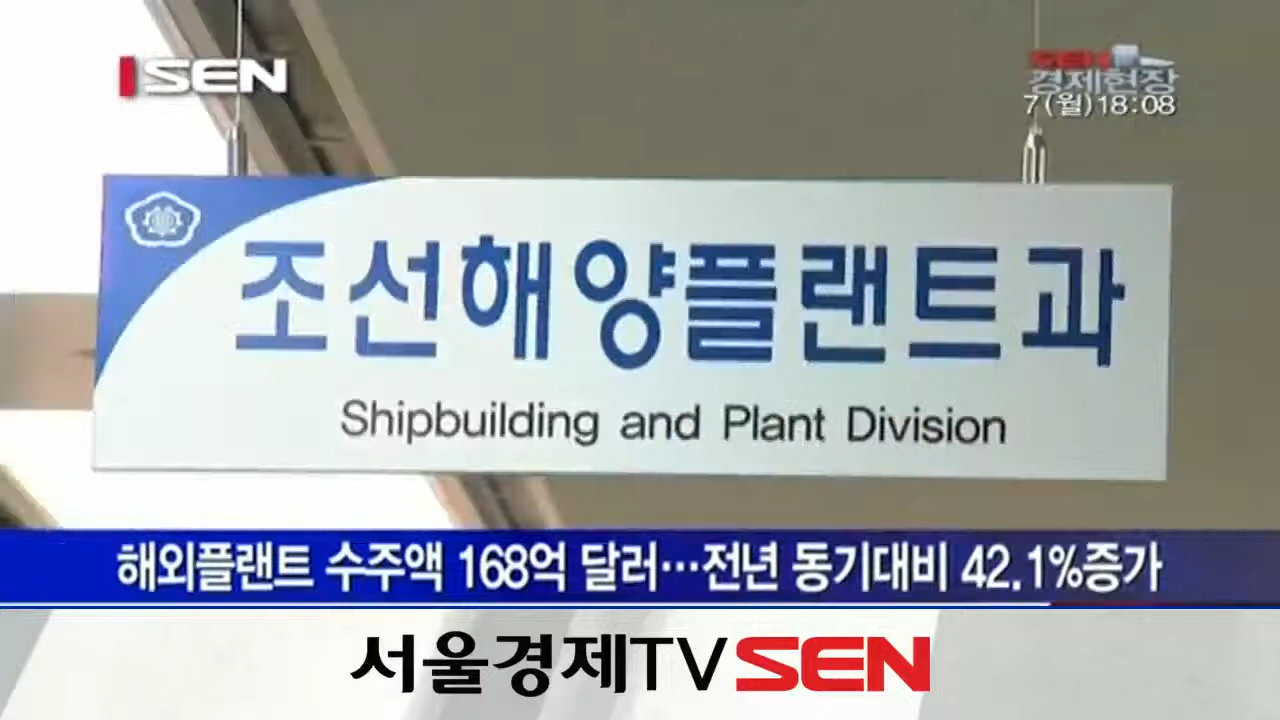 SEN
SEN
경제현장
7(월)18:08
조선해양플랜트과
Shipbuilding and Plant Division
해외플랜트 수주액 168억 달러…전년 동기대비 42.1%증가
서울경제TV SEN